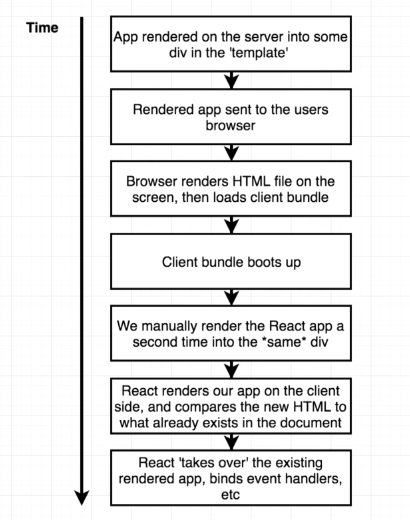 Time
App rendered on the server into some
div in the 'template'
Rendered app sent to the users
browser
Browser renders HTML file on the
screen, then loads client bundle
Client bundle boots up
We manually render the React app a
second time into the *same* div
React renders our app on the client
side, and compares the new HTML to
what already exists in the document
React 'takes over' the existing
rendered app, binds event handlers,
etc